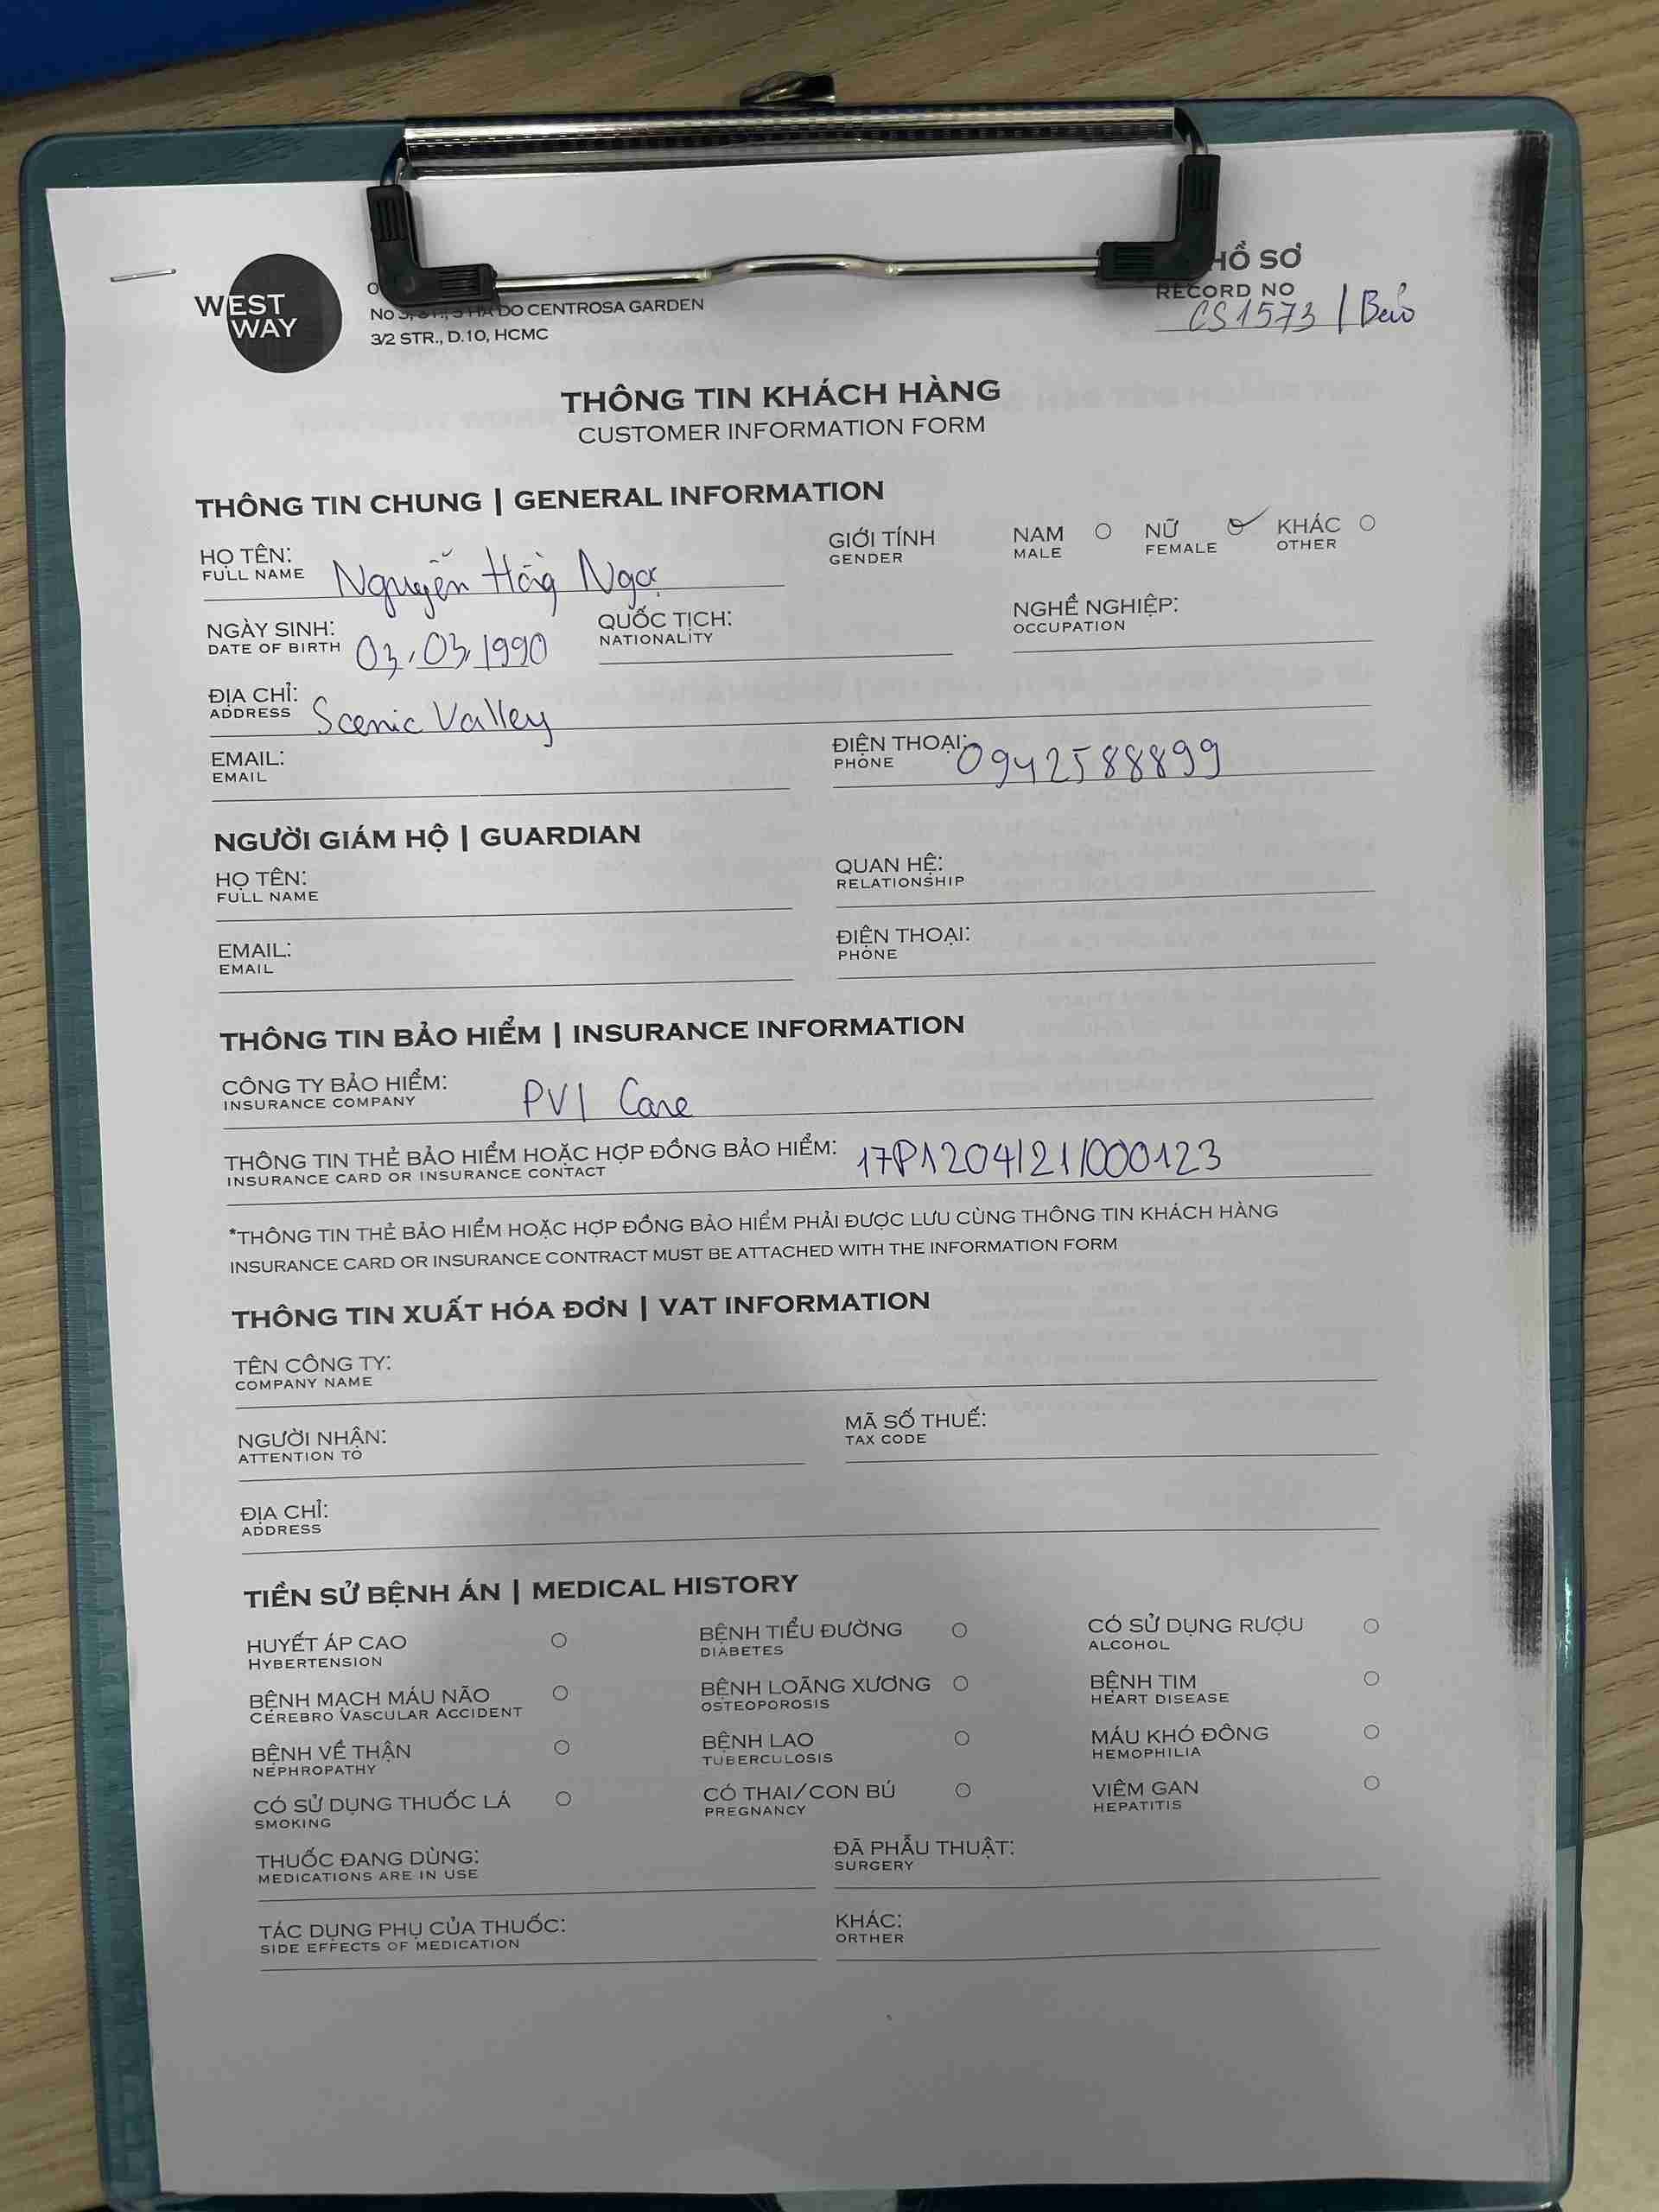 WEST
WAY
DO CENTROSA GARDEN
3/2 STR., D.10, HCMC
HỒ SƠ
RECORD NO
CS1573 /
THÔNG TIN KHÁCH HÀNG
CUSTOMER INFORMATION FORM
THÔNG TIN CHUNG | GENERAL INFORMATION
HỌ TÊN: Nguyễn Ngọc
FULL NAME
GIỚI TÍNH NAM NỮ KHÁC
GENDER MALE FEMALE OTHER
NGÀY SINH: 03.03.1990
DATE OF BIRTH
QUỐC TỊCH:
NATIONALITY
NGHỀ NGHIỆP:
OCCUPATION
ĐỊA CHỈ: Scenic Valley
ADDRESS
EMAIL:
EMAIL
ĐIỆN THOẠI: 0942588899
PHONE
NGƯỜI GIÁM HỘ | GUARDIAN
HỌ TÊN:
FULL NAME
QUAN HỆ:
RELATIONSHIP
EMAIL:
EMAIL
ĐIỆN THOẠI:
PHONE
THÔNG TIN BẢO HIỂM | INSURANCE INFORMATION
CÔNG TY BẢO HIỂM: PVI Care
INSURANCE COMPANY
THÔNG TIN THẺ BẢO HIỂM HOẶC HỢP ĐỒNG BẢO HIỂM: 17P1204/21/000123
INSURANCE CARD OR INSURANCE CONTACT
*THÔNG TIN THẺ BẢO HIỂM HOẶC HỢP ĐỒNG BẢO HIỂM PHẢI ĐƯỢC LƯU CÙNG THÔNG TIN KHÁCH HÀNG
INSURANCE CARD OR INSURANCE CONTRACT MUST BE ATTACHED WITH THE INFORMATION FORM
THÔNG TIN XUẤT HÓA ĐƠN | VAT INFORMATION
TÊN CÔNG TY:
COMPANY NAME
NGƯỜI NHẬN:
ATTENTION TO
MÃ SỐ THUẾ:
TAX CODE
ĐỊA CHỈ:
ADDRESS
TIỀN SỬ BỆNH ÁN | MEDICAL HISTORY
HUYẾT ÁP CAO BỆNH TIỂU ĐƯỜNG CÓ SỬ DỤNG RƯỢU
HYBERTENSION DIABETES ALCOHOL
BỆNH MẠCH MÁU NÃO BỆNH LOÃNG XƯƠNG BỆNH TIM
CEREBRO VASCULAR ACCIDENT OSTEOPOROSIS HEART DISEASE
BỆNH VỀ THẬN BỆNH LAO MÁU KHÓ ĐÔNG
NEPHROPATHY TUBERCULOSIS HEMOPHILIA
CÓ SỬ DỤNG THUỐC LÁ CÓ THAI/CON BÚ VIÊM GAN
SMOKING PREGNANCY HEPATITIS
THUỐC ĐANG DÙNG: ĐÃ PHẪU THUẬT:
MEDICATIONS ARE IN USE SURGERY
TÁC DỤNG PHỤ CỦA THUỐC: KHÁC:
SIDE EFFECTS OF MEDICATION ORTHER